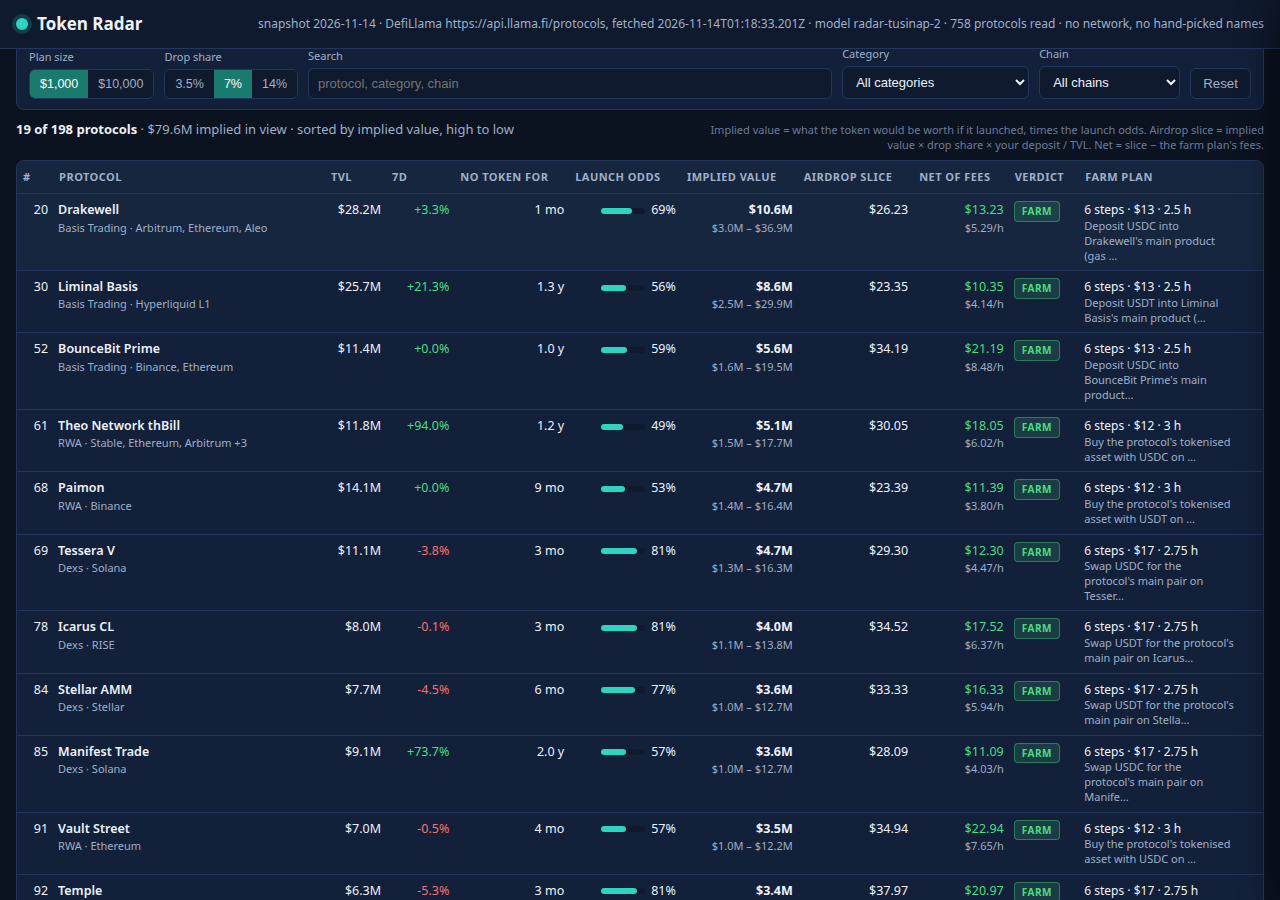 Token Radar
snapshot 2026-11-14 · DefiLlama https://api.llama.fi/protocols, fetched 2026-11-14T01:18:33.201Z · model radar-tusinap-2 · 758 protocols read · no network, no hand-picked names
Plan size Drop share Search Category Chain
$1,000 $10,000 3.5% 7% 14% protocol, category, chain All categories All chains Reset
19 of 198 protocols · $79.6M implied in view · sorted by implied value, high to low
Implied value = what the token would be worth if it launched, times the launch odds. Airdrop slice = implied
value × drop share × your deposit / TVL. Net = slice − the farm plan's fees.
# PROTOCOL TVL 7D NO TOKEN FOR LAUNCH ODDS IMPLIED VALUE AIRDROP SLICE NET OF FEES VERDICT FARM PLAN
20 Drakewell $28.2M +3.3% 1 mo 69% $10.6M $26.23 $13.23 FARM 6 steps · $13 · 2.5 h
Basis Trading · Arbitrum, Ethereum, Aleo $3.0M – $36.9M $5.29/h Deposit USDC into
Drakewell's main product
(gas ...
30 Liminal Basis $25.7M +21.3% 1.3 y 56% $8.6M $23.35 $10.35 FARM 6 steps · $13 · 2.5 h
Basis Trading · Hyperliquid L1 $2.5M – $29.9M $4.14/h Deposit USDT into Liminal
Basis's main product (...
52 BounceBit Prime $11.4M +0.0% 1.0 y 59% $5.6M $34.19 $21.19 FARM 6 steps · $13 · 2.5 h
Basis Trading · Binance, Ethereum $1.6M – $19.5M $8.48/h Deposit USDC into
BounceBit Prime's main
product...
61 Theo Network thBill $11.8M +94.0% 1.2 y 49% $5.1M $30.05 $18.05 FARM 6 steps · $12 · 3 h
RWA · Stable, Ethereum, Arbitrum +3 $1.5M – $17.7M $6.02/h Buy the protocol's tokenised
asset with USDC on ...
68 Paimon $14.1M +0.0% 9 mo 53% $4.7M $23.39 $11.39 FARM 6 steps · $12 · 3 h
RWA · Binance $1.4M – $16.4M $3.80/h Buy the protocol's tokenised
asset with USDT on ...
69 Tessera V $11.1M -3.8% 3 mo 81% $4.7M $29.30 $12.30 FARM 6 steps · $17 · 2.75 h
Dexs · Solana $1.3M – $16.3M $4.47/h Swap USDC for the
protocol's main pair on
Tesser...
78 Icarus CL $8.0M -0.1% 3 mo 81% $4.0M $34.52 $17.52 FARM 6 steps · $17 · 2.75 h
Dexs · RISE $1.1M – $13.8M $6.37/h Swap USDT for the protocol's
main pair on Icarus...
84 Stellar AMM $7.7M -4.5% 6 mo 77% $3.6M $33.33 $16.33 FARM 6 steps · $17 · 2.75 h
Dexs · Stellar $1.0M – $12.7M $5.94/h Swap USDT for the protocol's
main pair on Stella...
85 Manifest Trade $9.1M +73.7% 2.0 y 57% $3.6M $28.09 $11.09 FARM 6 steps · $17 · 2.75 h
Dexs · Solana $1.0M – $12.7M $4.03/h Swap USDC for the
protocol's main pair on
Manife...
91 Vault Street $7.0M -0.5% 4 mo 57% $3.5M $34.94 $22.94 FARM 6 steps · $12 · 3 h
RWA · Ethereum $1.0M – $12.2M $7.65/h Buy the protocol's tokenised
asset with USDC on ...
92 Temple $6.3M -5.3% 3 mo 81% $3.4M $37.97 $20.97 FARM 6 steps · $17 · 2.75 h